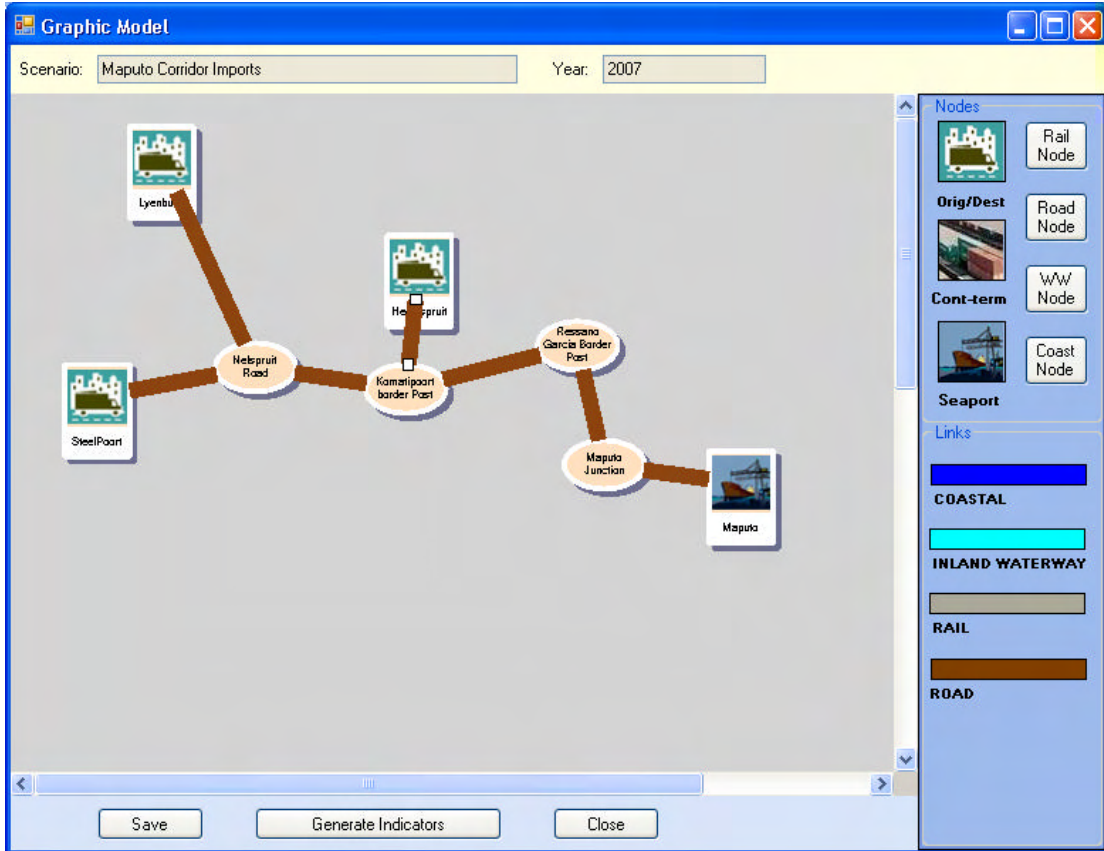 Graphic Model
Scenario: Maputo Corridor Imports Year: 2007
Nodes
Rail
Node
Orig/Dest
Road
Node
Cont-term
WW
Node
Seaport
Coast
Node
Links
COASTAL
INLAND WATERWAY
RAIL
ROAD
Nelspruit
Road
SteelPoort
Komatipoort
border Post
Ressano
Garcia Border
Post
Maputo
Junction
Maputo
Save Generate Indicators Close